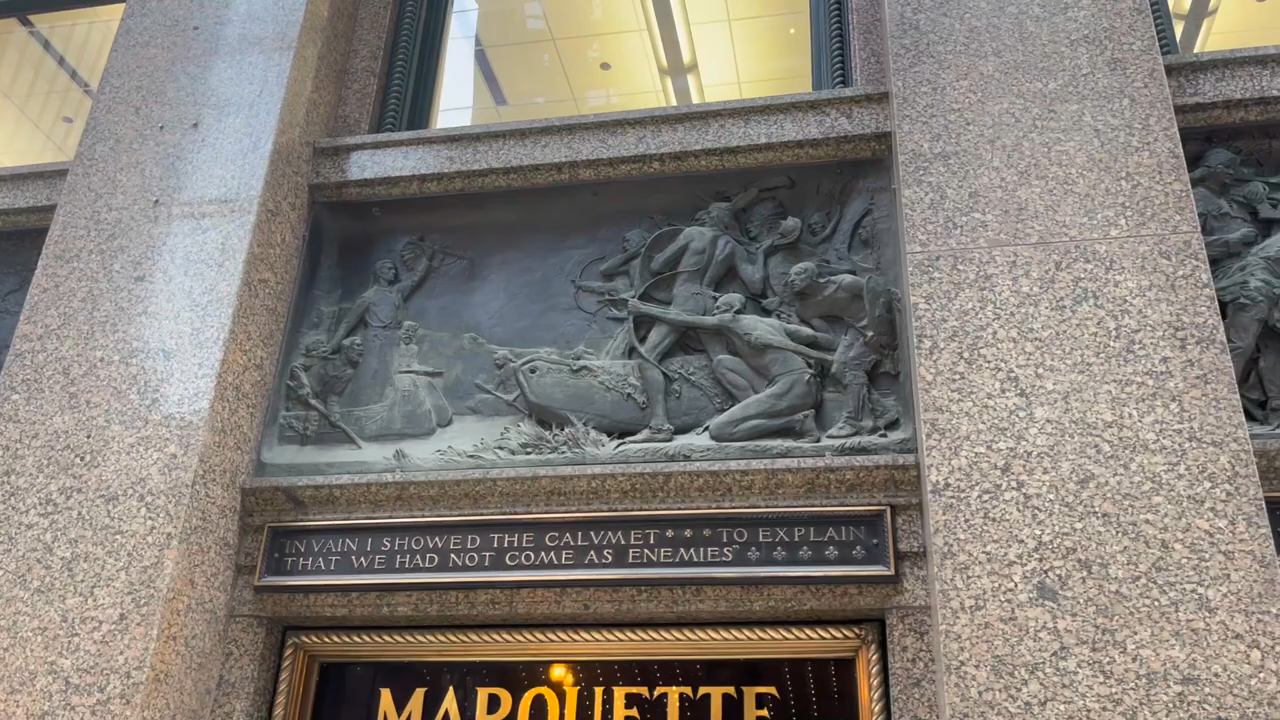 "IN VAIN I SHOWED THE CALVMET *** TO EXPLAIN
THAT WE HAD NOT COME AS ENEMIES"
MARQUETTE